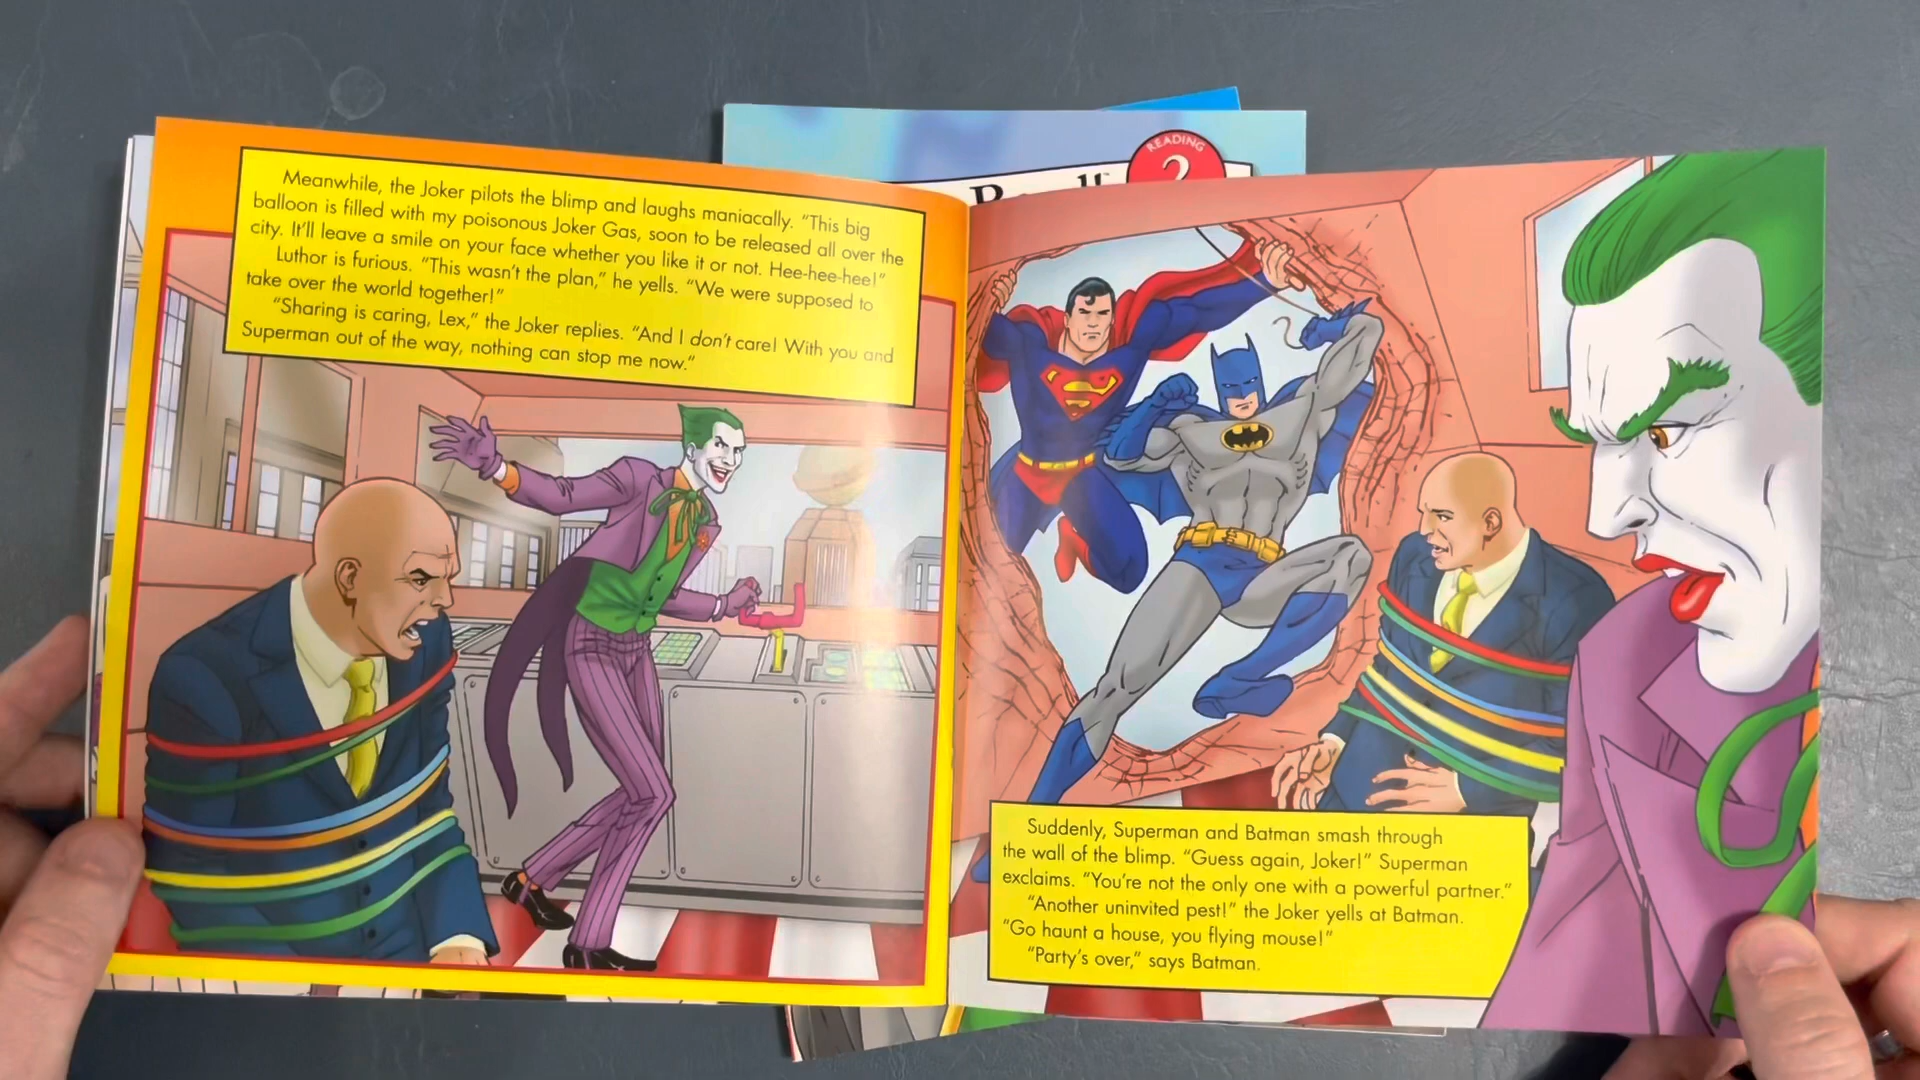 Meanwhile, the Joker pilots the blimp and laughs maniacally. “This big
balloon is filled with my poisonous Joker Gas, soon to be released all over the
city. It’ll leave a smile on your face whether you like it or not. Hee-hee-hee!”
Luthor is furious. “This wasn’t the plan,” he yells. “We were supposed to
take over the world together!”
“Sharing is caring, Lex,” the Joker replies. “And I don’t care! With you and
Superman out of the way, nothing can stop me now.”
READING
2
S
Suddenly, Superman and Batman smash through
the wall of the blimp. “Guess again, Joker!” Superman
exclaims. “You’re not the only one with a powerful partner.”
“Another uninvited pest!” the Joker yells at Batman.
“Go haunt a house, you flying mouse!”
“Party’s over,” says Batman.